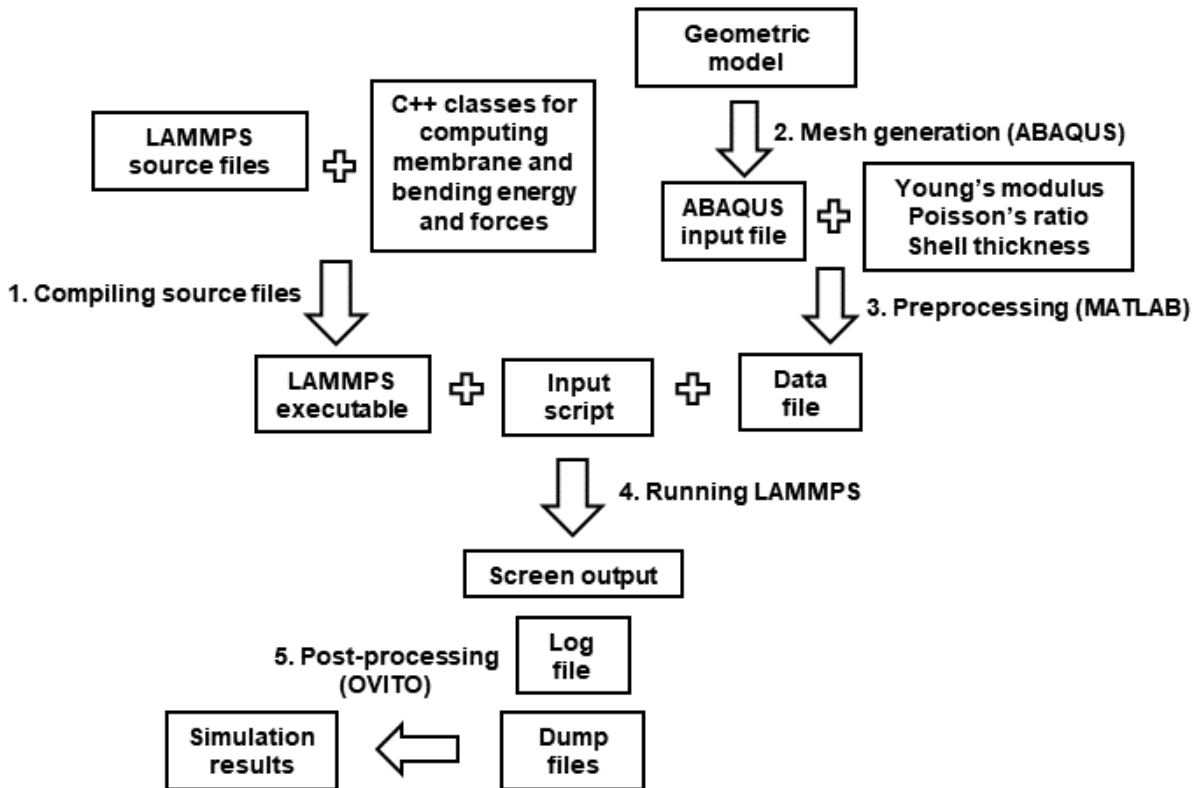 Geometric
model
LAMMPS
source files
C++ classes for
computing
membrane and
bending energy
and forces
2. Mesh generation (ABAQUS)
ABAQUS
input file
Young's modulus
Poisson's ratio
Shell thickness
1. Compiling source files
3. Preprocessing (MATLAB)
LAMMPS
executable
Input
script
Data
file
4. Running LAMMPS
Screen output
Log
file
5. Post-processing
(OVITO)
Simulation
results
Dump
files